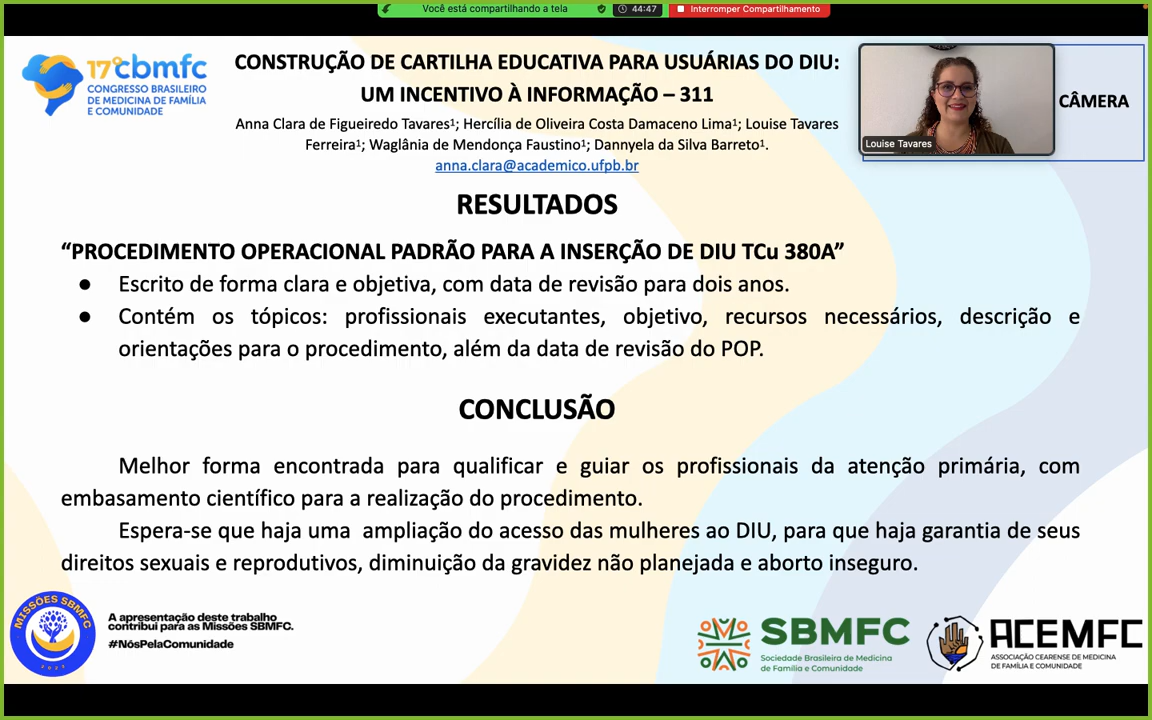 Você está compartilhando a tela
44:47
Interromper Compartilhamento
17º cbmfc
CONGRESSO BRASILEIRO
DE MEDICINA DE FAMÍLIA
E COMUNIDADE
CONSTRUÇÃO DE CARTILHA EDUCATIVA PARA USUÁRIAS DO DIU:
UM INCENTIVO À INFORMAÇÃO – 311
Anna Clara de Figueiredo Tavares¹; Hercília de Oliveira Costa Damaceno Lima¹; Louise Tavares
Ferreira¹; Waglânia de Mendonça Faustino¹; Dannyela da Silva Barreto¹.
anna.clara@academico.ufpb.br
Louise Tavares
CÂMERA
RESULTADOS
“PROCEDIMENTO OPERACIONAL PADRÃO PARA A INSERÇÃO DE DIU TCu 380A”
● Escrito de forma clara e objetiva, com data de revisão para dois anos.
● Contém os tópicos: profissionais executantes, objetivo, recursos necessários, descrição e
orientações para o procedimento, além da data de revisão do POP.
CONCLUSÃO
Melhor forma encontrada para qualificar e guiar os profissionais da atenção primária, com
embasamento científico para a realização do procedimento.
Espera-se que haja uma ampliação do acesso das mulheres ao DIU, para que haja garantia de seus
direitos sexuais e reprodutivos, diminuição da gravidez não planejada e aborto inseguro.
MISSÕES SBMFC
2023
A apresentação deste trabalho
contribui para as Missões SBMFC.
#NósPelaComunidade
SBMFC
Sociedade Brasileira de Medicina
de Família e Comunidade
ACEMFC
ASSOCIAÇÃO CEARENSE DE MEDICINA
DE FAMÍLIA E COMUNIDADE